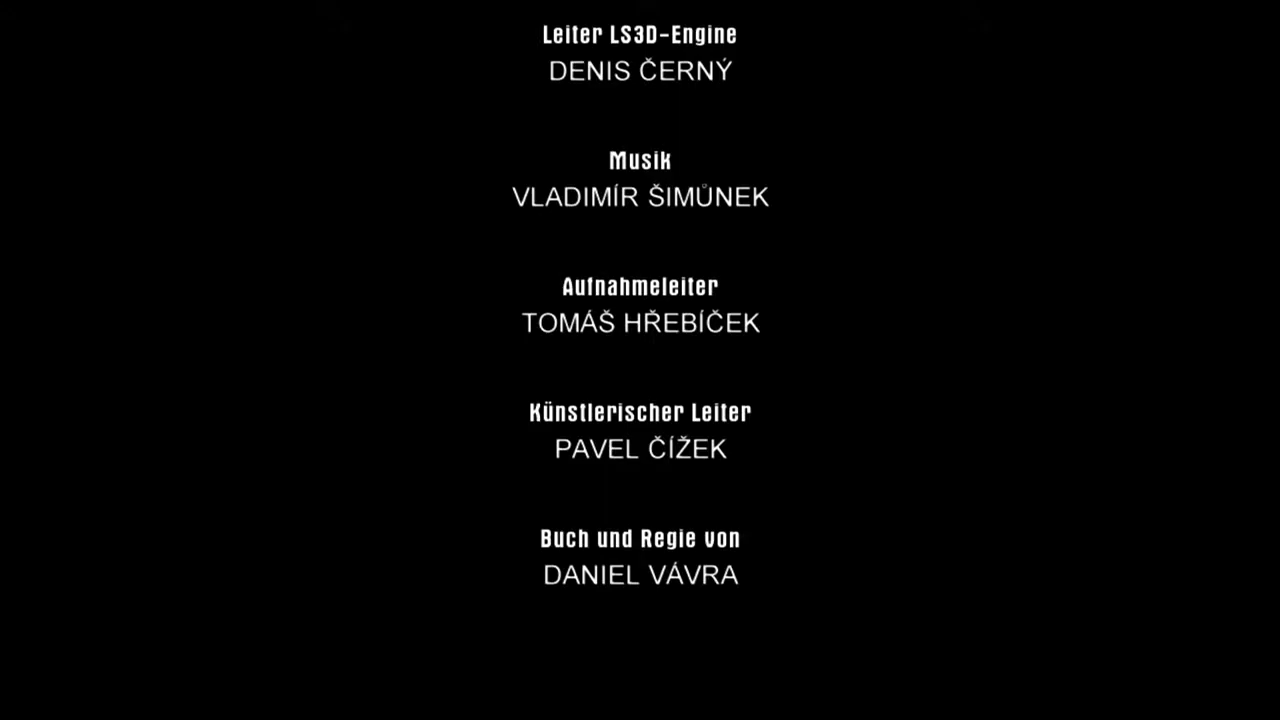 Leiter LS3D-Engine
DENIS ČERNÝ
Musik
VLADIMÍR ŠIMŮNEK
Aufnahmeleiter
TOMÁŠ HŘEBÍČEK
Künstlerischer Leiter
PAVEL ČÍŽEK
Buch und Regie von
DANIEL VÁVRA